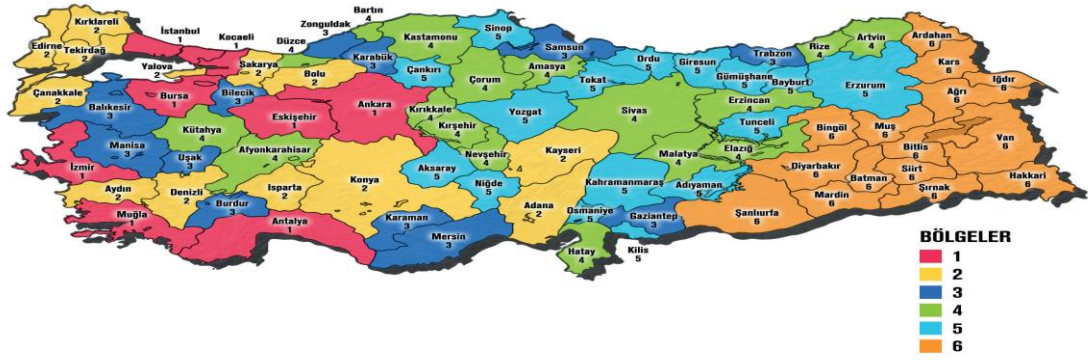 Kırklareli
2
Edirne
2
Tekirdağ
2
İstanbul
1
Kocaeli
1
Yalova
2
Sakarya
2
Düzce
4
Zonguldak
3
Bartın
4
Karabük
3
Bolu
2
Kastamonu
4
Sinop
5
Çankırı
5
Samsun
3
Amasya
4
Çorum
4
Tokat
5
Ordu
5
Giresun
5
Trabzon
3
Gümüşhane
5
Bayburt
5
Rize
4
Artvin
4
Ardahan
6
Kars
6
Iğdır
6
Ağrı
6
Erzurum
5
Erzincan
4
Çanakkale
2
Balıkesir
3
Bursa
1
Bilecik
3
Eskişehir
1
Ankara
1
Kırıkkale
4
Kırşehir
4
Yozgat
5
Sivas
4
Tunceli
5
Bingöl
6
Muş
6
Bitlis
6
Van
6
Kütahya
4
Manisa
3
Uşak
3
Afyonkarahisar
4
İzmir
1
Aydın
2
Denizli
2
Isparta
2
Burdur
3
Konya
2
Aksaray
5
Nevşehir
4
Niğde
5
Kayseri
2
Malatya
4
Elazığ
4
Diyarbakır
6
Batman
6
Siirt
6
Şırnak
6
Hakkari
6
Mardin
6
Şanlıurfa
6
Adıyaman
5
Kahramanmaraş
5
Gaziantep
3
Osmaniye
5
Adana
2
Hatay
4
Kilis
5
Muğla
1
Antalya
1
Karaman
3
Mersin
3
BÖLGELER
1
2
3
4
5
6